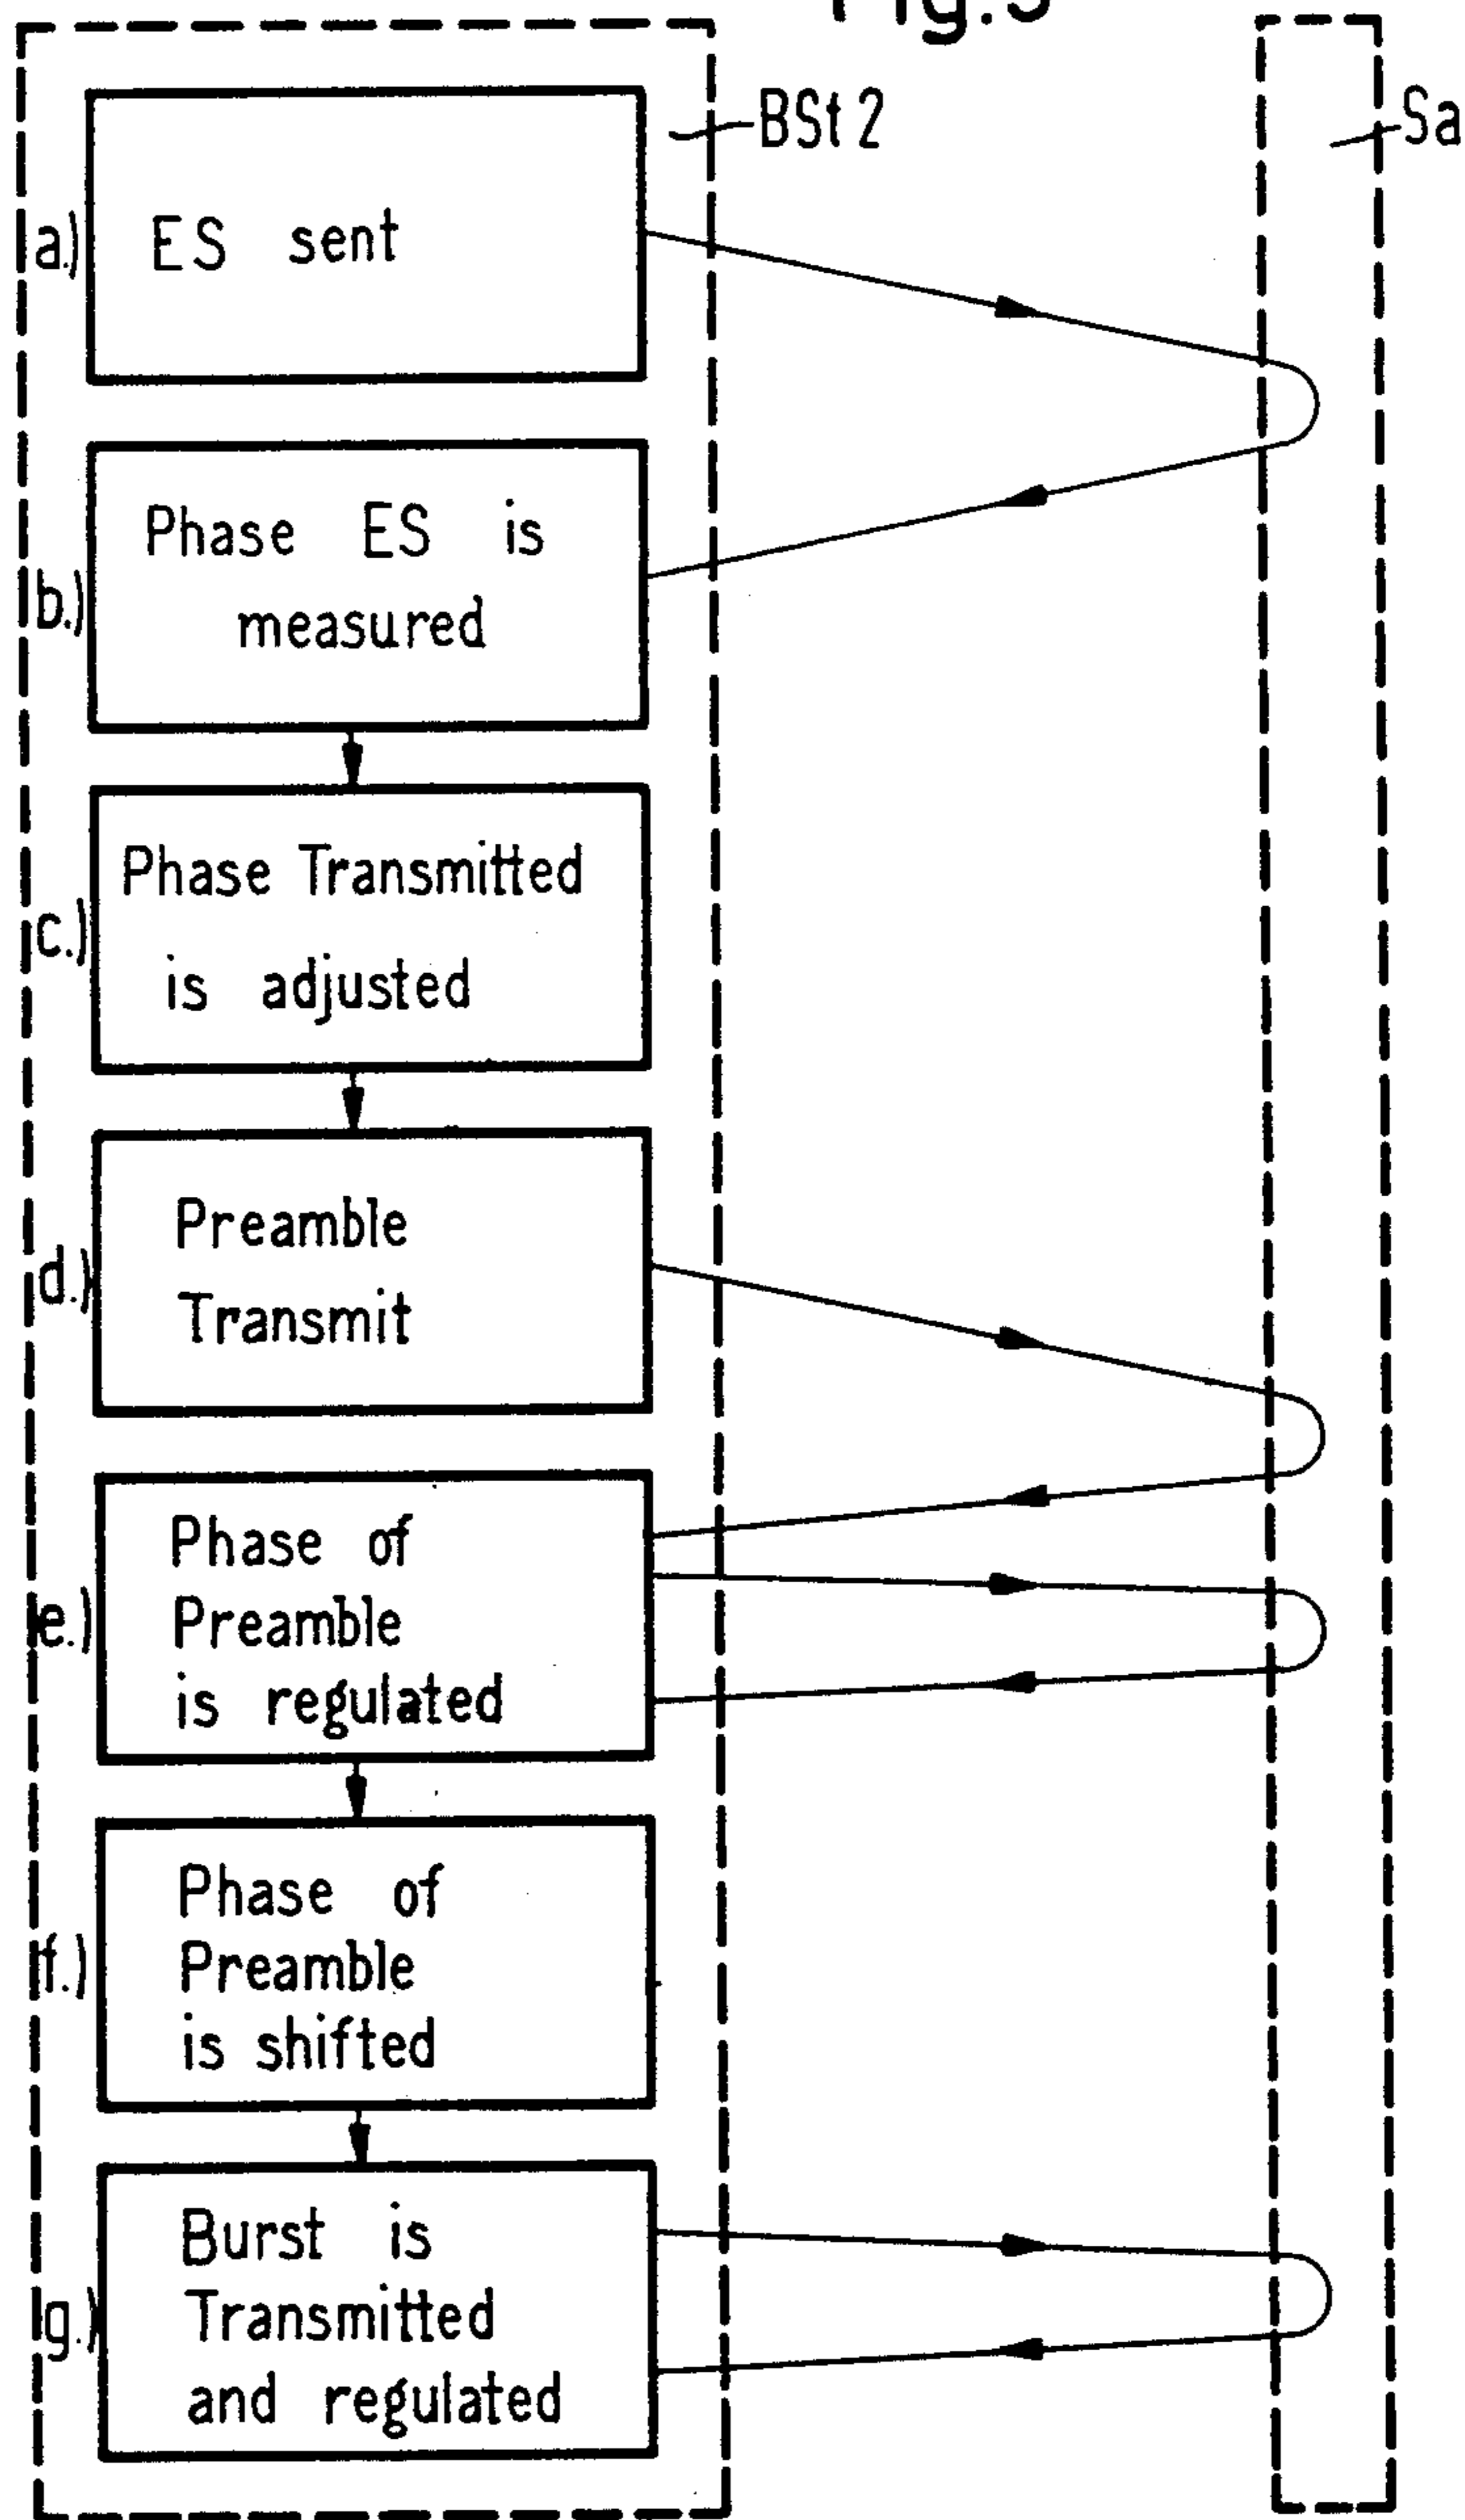 BSt 2
Sa
a.)
ES sent
b.)
Phase ES is
measured
c.)
Phase Transmitted
is adjusted
d.)
Preamble
Transmit
e.)
Phase of
Preamble
is regulated
f.)
Phase of
Preamble
is shifted
g.)
Burst is
Transmitted
and regulated